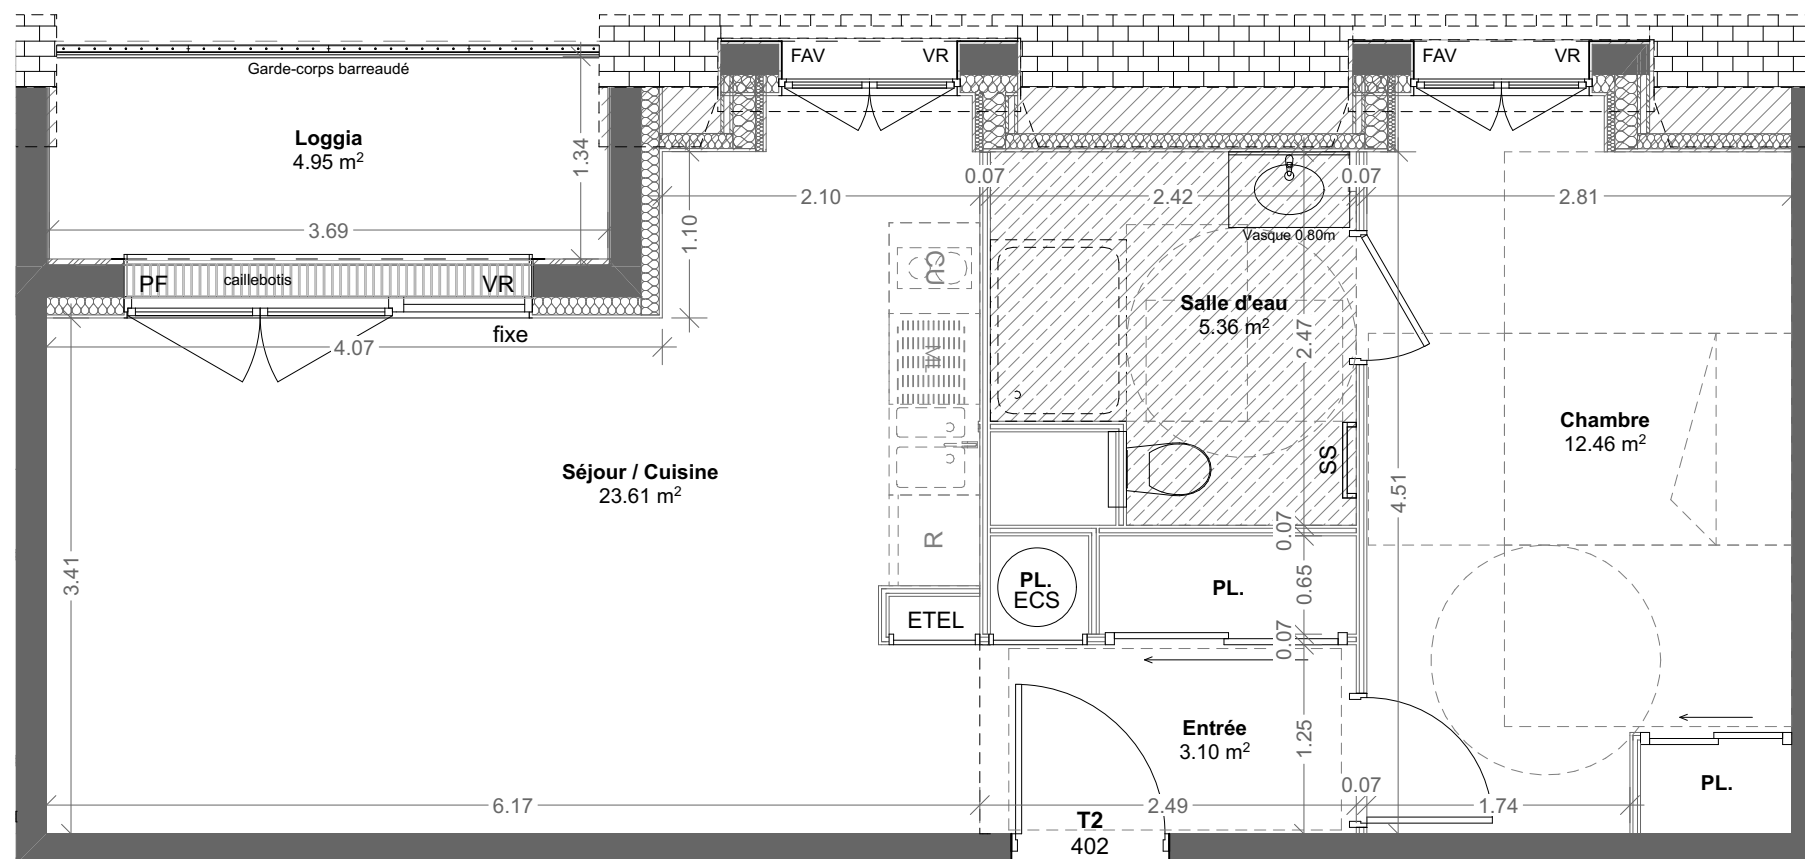 FAV
VR
FAV
VR
Garde-corps barreaudé
Loggia
4.95 m²
1.34
0.07
2.10
2.42
0.07
2.81
3.69
1.10
Vasque 0.80m
PF
caillebotis
VR
CU
Salle d'eau
5.36 m²
2.47
fixe
4.07
ML
Chambre
12.46 m²
Séjour / Cuisine
23.61 m²
SS
4.51
R
0.07
3.41
PL.
ECS
PL.
0.65
ETEL
0.07
Entrée
3.10 m²
1.25
PL.
0.07
6.17
2.49
1.74
T2
402